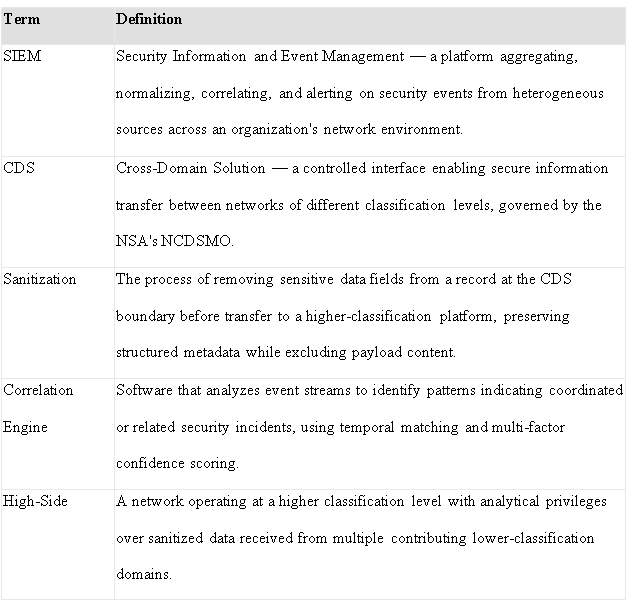 Term Definition
SIEM Security Information and Event Management — a platform aggregating,
normalizing, correlating, and alerting on security events from heterogeneous
sources across an organization's network environment.
CDS Cross-Domain Solution — a controlled interface enabling secure information
transfer between networks of different classification levels, governed by the
NSA's NCDSMO.
Sanitization The process of removing sensitive data fields from a record at the CDS
boundary before transfer to a higher-classification platform, preserving
structured metadata while excluding payload content.
Correlation Software that analyzes event streams to identify patterns indicating coordinated
Engine or related security incidents, using temporal matching and multi-factor
confidence scoring.
High-Side A network operating at a higher classification level with analytical privileges
over sanitized data received from multiple contributing lower-classification
domains.